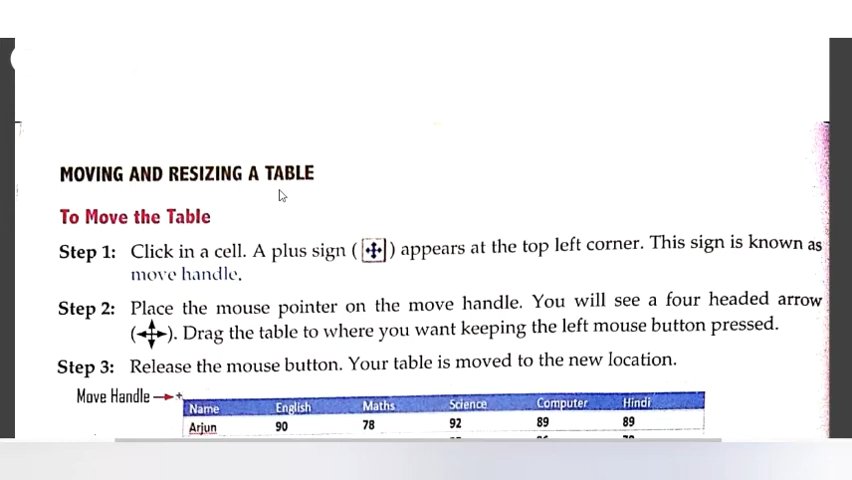 MOVING AND RESIZING A TABLE
To Move the Table
Step 1: Click in a cell. A plus sign ( ) appears at the top left corner. This sign is known as
move handle.
Step 2: Place the mouse pointer on the move handle. You will see a four headed arrow
( ). Drag the table to where you want keeping the left mouse button pressed.
Step 3: Release the mouse button. Your table is moved to the new location.
Move Handle
Name English Maths Science Computer Hindi
Arjun 90 78 92 89 89